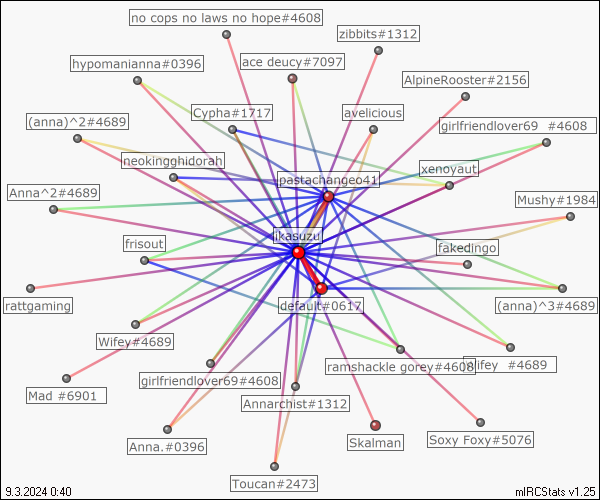 no cops no laws no hope#4608
zibbits#1312
hypomanianna#0396
ace deucy#7097
AlpineRooster#2156
Cypha#1717
avelicious
(anna)^2#4689
girlfriendlover69 #4608
neokingghidorah
xenoyaut
pastachangeo41
Anna^2#4689
Mushy#1984
ikasuzu
frisout
fakedingo
rattgaming
default#0617
(anna)^3#4689
Wifey#4689
ramshackle gorey#4608
Wifey #4689
girlfriendlover69#4608
Mad #6901
Annarchist#1312
Anna.#0396
Skalman
Soxy Foxy#5076
Toucan#2473
9.3.2024 0:40
mIRCStats v1.25